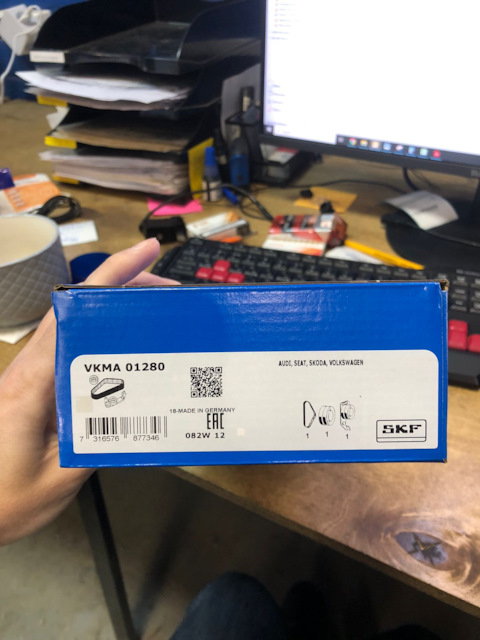 VKMA 01280
AUDI, SEAT, SKODA, VOLKSWAGEN
18-MADE IN GERMANY
EAC
7 316576 877346
082W 12
1 1 1
SKF